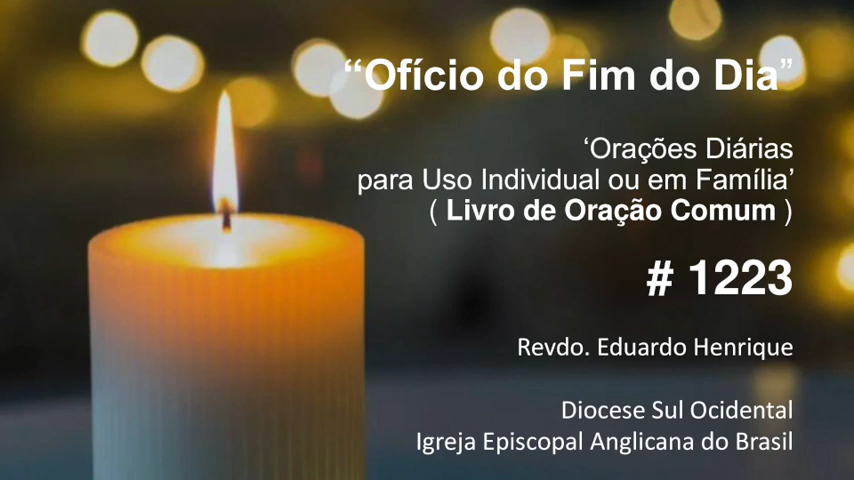 “Ofício do Fim do Dia”
‘Orações Diárias
para Uso Individual ou em Família’
( Livro de Oração Comum )
# 1223
Revdo. Eduardo Henrique
Diocese Sul Ocidental
Igreja Episcopal Anglicana do Brasil